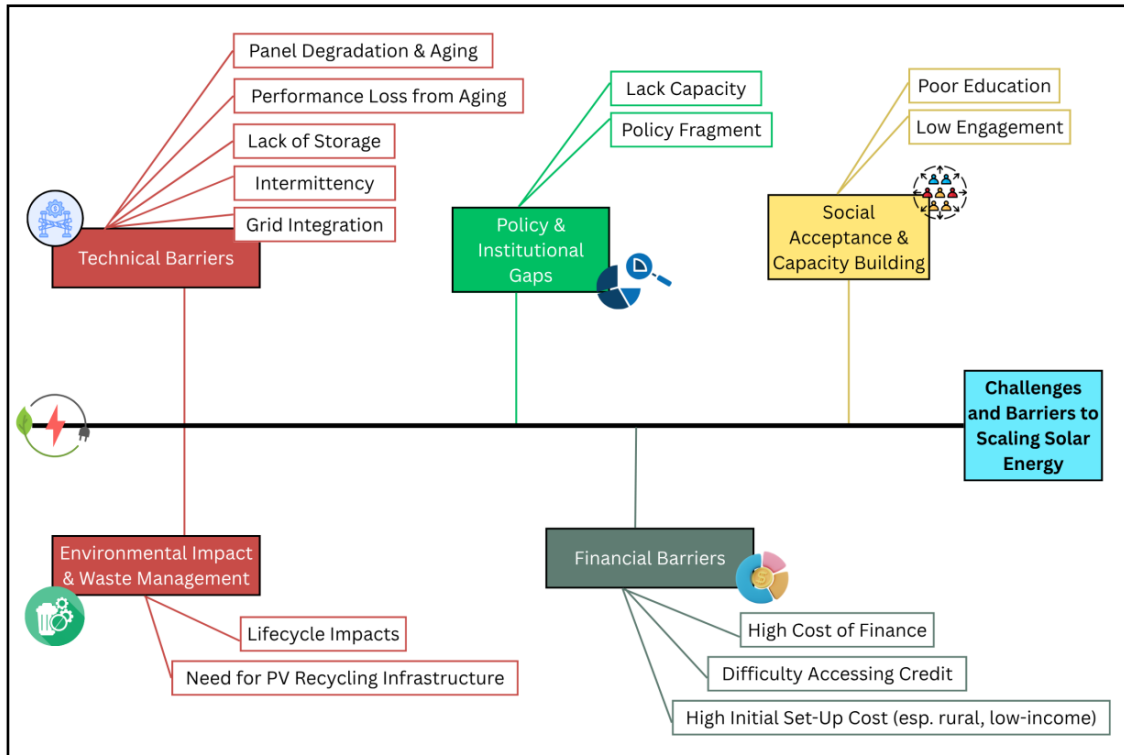 Panel Degradation & Aging
Performance Loss from Aging
Lack of Storage
Intermittency
Grid Integration
Technical Barriers
Lack Capacity
Policy Fragment
Policy &
Institutional
Gaps
Poor Education
Low Engagement
Social
Acceptance &
Capacity Building
Challenges
and Barriers to
Scaling Solar
Energy
Environmental Impact
& Waste Management
Lifecycle Impacts
Need for PV Recycling Infrastructure
Financial Barriers
High Cost of Finance
Difficulty Accessing Credit
High Initial Set-Up Cost (esp. rural, low-income)